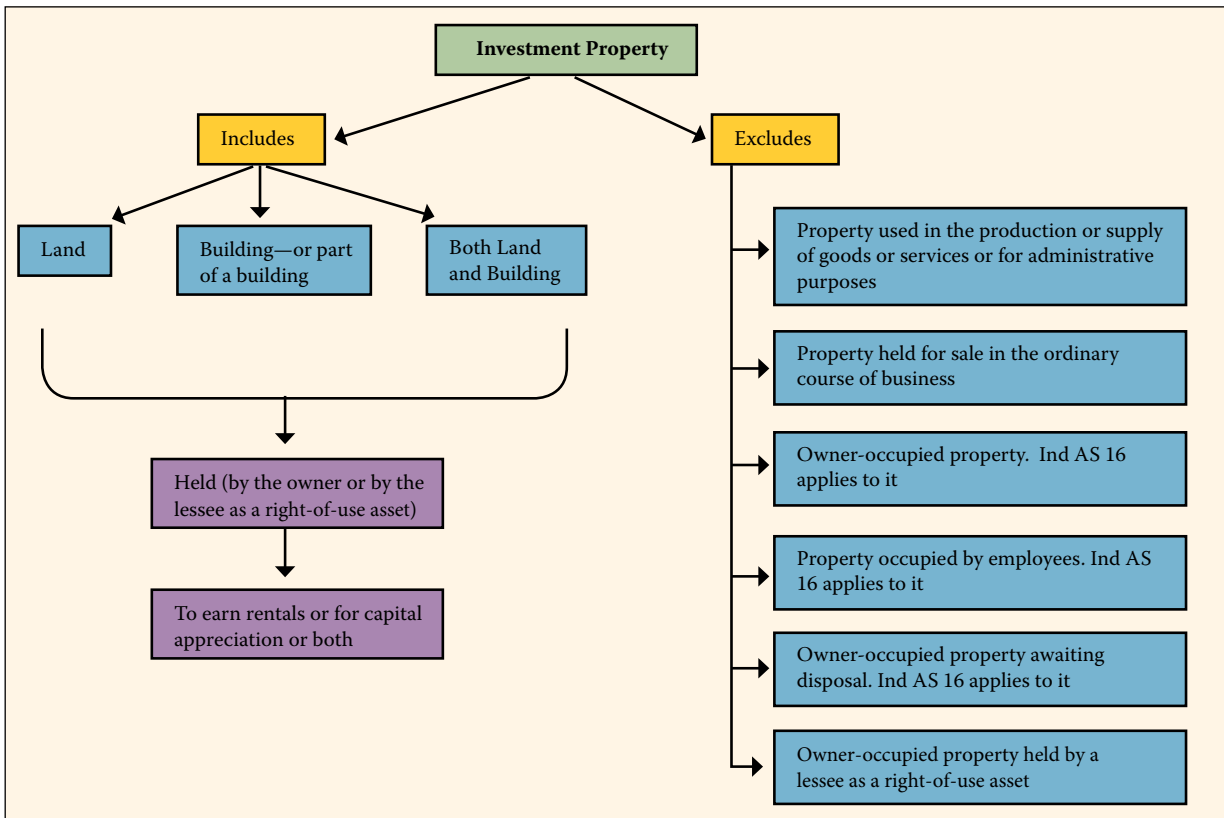 Investment Property
Includes
Excludes
Land
Building—or part
of a building
Both Land
and Building
Held (by the owner or by the
lessee as a right-of-use asset)
To earn rentals or for capital
appreciation or both
Property used in the production or supply
of goods or services or for administrative
purposes
Property held for sale in the ordinary
course of business
Owner-occupied property. Ind AS 16
applies to it
Property occupied by employees. Ind AS
16 applies to it
Owner-occupied property awaiting
disposal. Ind AS 16 applies to it
Owner-occupied property held by a
lessee as a right-of-use asset